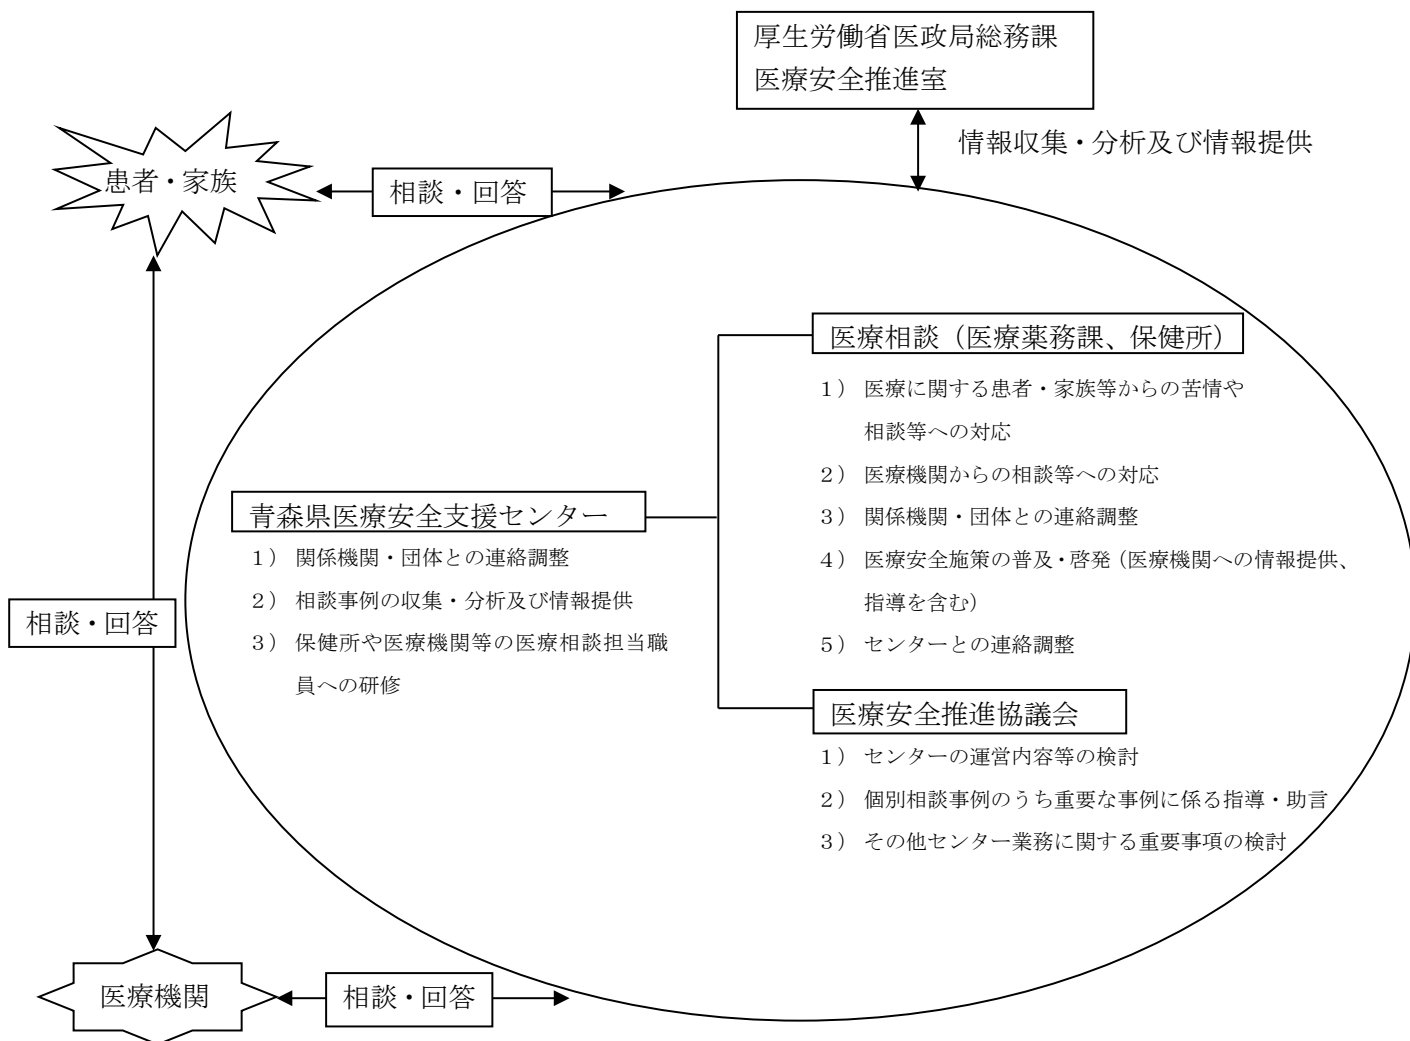 厚生労働省医政局総務課
医療安全推進室
情報収集・分析及び情報提供
患者・家族
相談・回答
医療相談（医療薬務課、保健所）
１） 医療に関する患者・家族等からの苦情や
相談等への対応
２） 医療機関からの相談等への対応
３） 関係機関・団体との連絡調整
４） 医療安全施策の普及・啓発（医療機関への情報提供、
指導を含む）
５） センターとの連絡調整
青森県医療安全支援センター
１） 関係機関・団体との連絡調整
２） 相談事例の収集・分析及び情報提供
３） 保健所や医療機関等の医療相談担当職
員への研修
相談・回答
医療安全推進協議会
１） センターの運営内容等の検討
２） 個別相談事例のうち重要な事例に係る指導・助言
３） その他センター業務に関する重要事項の検討
医療機関
相談・回答